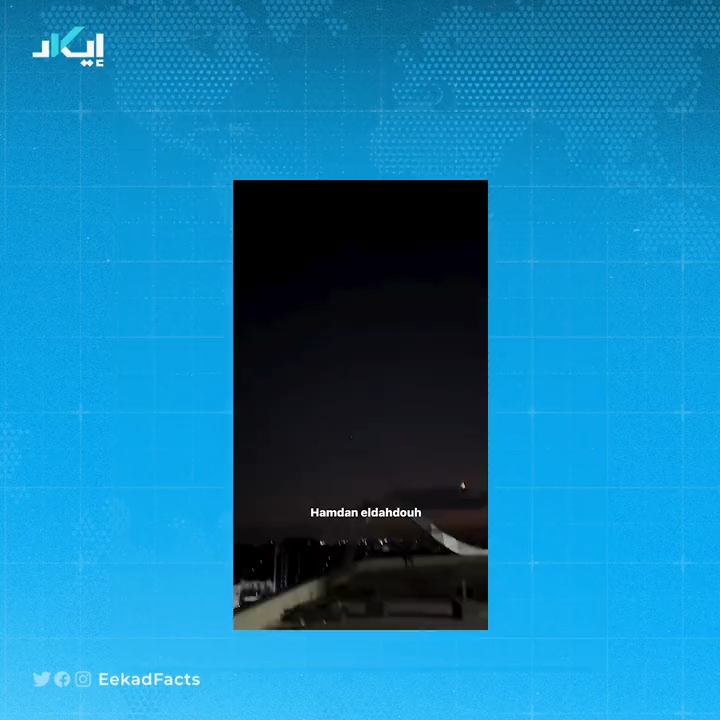 إيكاد
Hamdan eldahdouh
EekadFacts